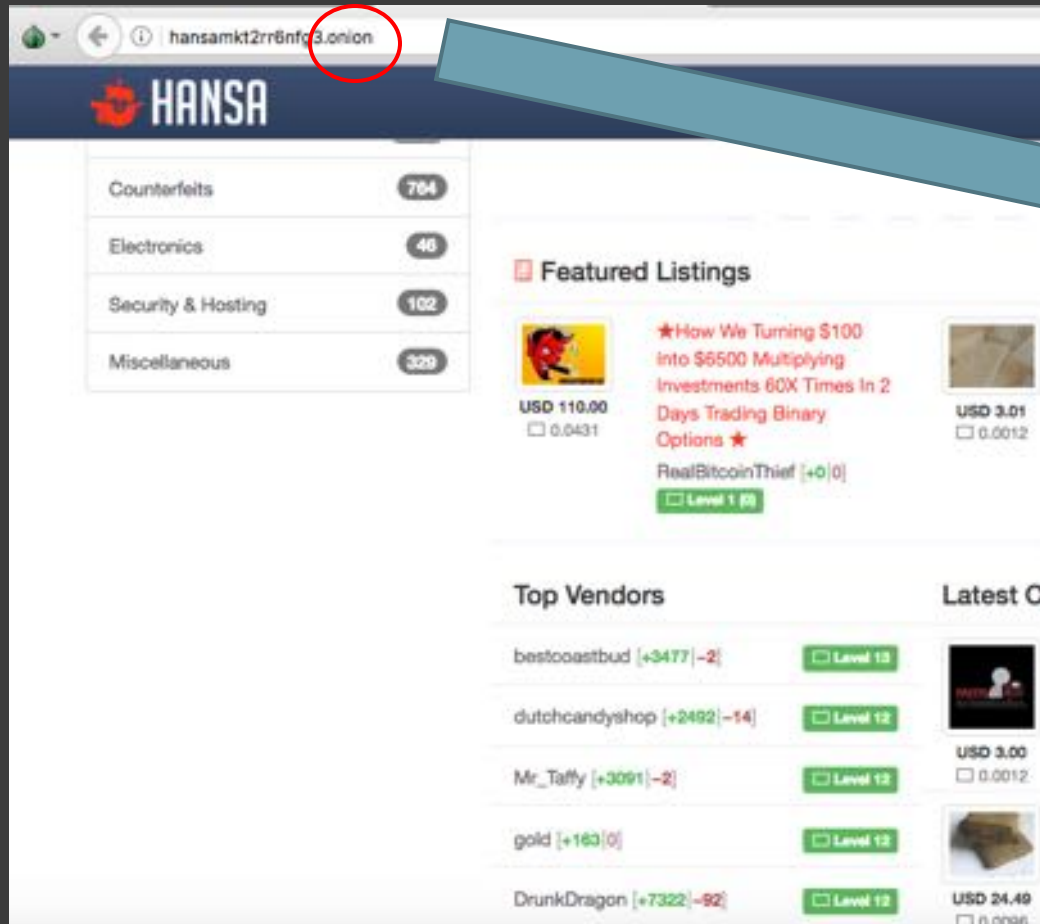 hansamkt2rr6nfg3.onion
HANSA
Counterfeits 764
Electronics 46
Security & Hosting 102
Miscellaneous 329
Featured Listings
★How We Turning $100
Into $6500 Multiplying
Investments 60X Times In 2
Days Trading Binary
Options ★
RealBitcoinThief [+0|0]
Level 1 (0)
USD 110.00
0.0431
USD 3.01
0.0012
Top Vendors
bestcoastbud [+3477|-2] Level 13
dutchcandyshop [+2492|-14] Level 12
Mr_Taffy [+3091|-2] Level 12
gold [+163|0] Level 12
DrunkDragon [+7322|-92] Level 12
Latest
USD 3.00
0.0012
USD 24.49
0.0096